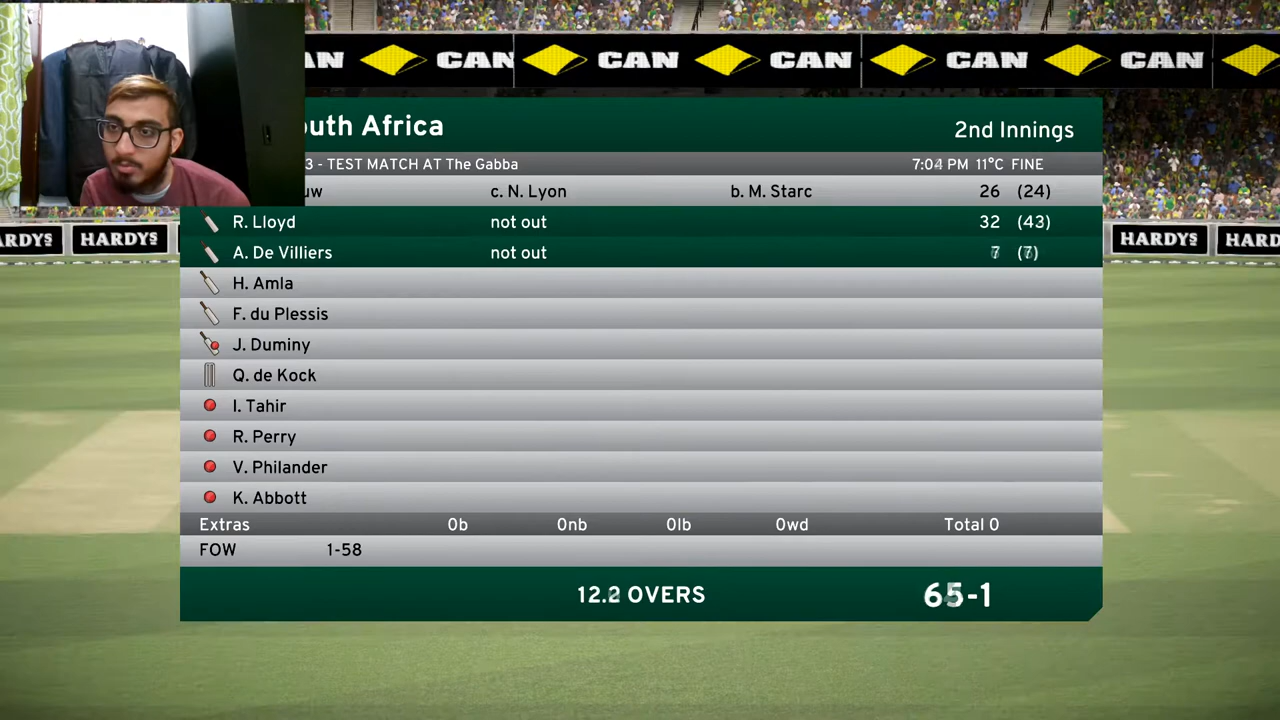 AN CAN CAN CAN CAN
outh Africa
2nd Innings
3 - TEST MATCH AT The Gabba 7:04 PM 11°C FINE
uw c. N. Lyon b. M. Starc 26 (24)
R. Lloyd not out 32 (43)
A. De Villiers not out 7 (7)
H. Amla
F. du Plessis
J. Duminy
Q. de Kock
I. Tahir
R. Perry
V. Philander
K. Abbott
Extras 0b 0nb 0lb 0wd Total 0
FOW 1-58
12.2 OVERS 65-1
ARDYS HARDYS HARDYS HARD